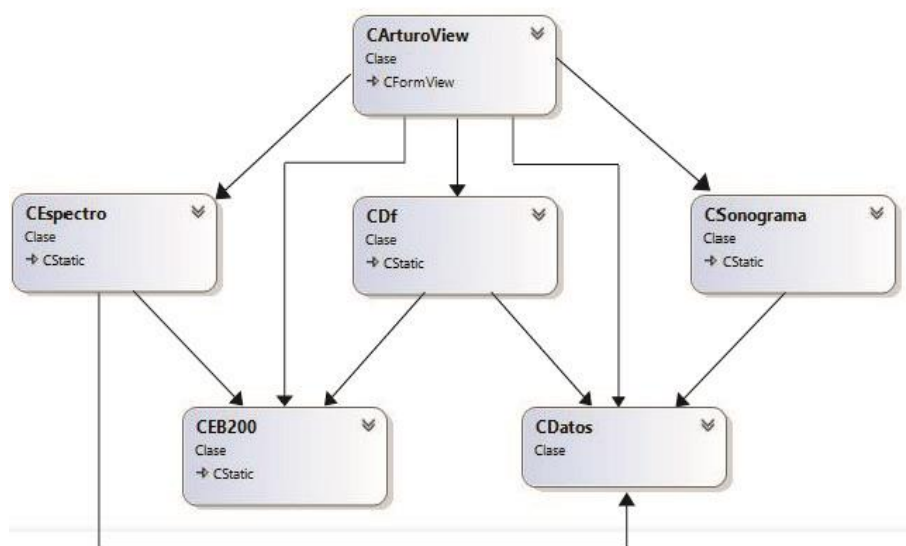 CArturoView
Clase
CFormView
CEspectro
Clase
CStatic
CDf
Clase
CStatic
CSonograma
Clase
CStatic
CEB200
Clase
CStatic
CDatos
Clase